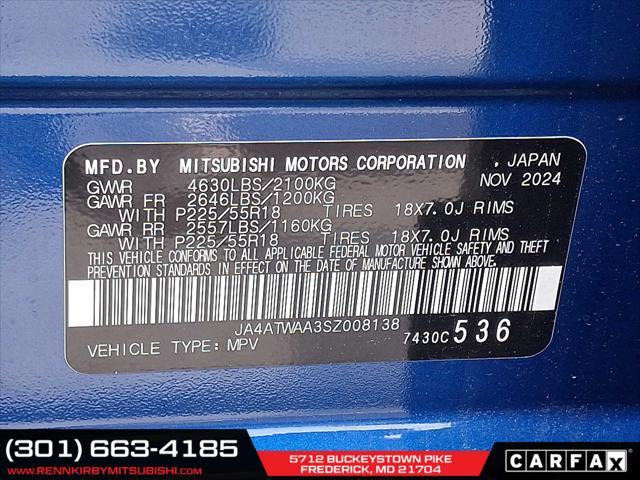 MFD.BY MITSUBISHI MOTORS CORPORATION , JAPAN
GVWR 4630LBS/2100KG NOV 2024
GAWR FR 2646LBS/1200KG
WITH P225/55R18 TIRES 18X7.0J RIMS
GAWR RR 2557LBS/1160KG
WITH P225/55R18 TIRES 18X7.0J RIMS
THIS VEHICLE CONFORMS TO ALL APPLICABLE FEDERAL MOTOR VEHICLE SAFETY AND THEFT
PREVENTION STANDARDS IN EFFECT ON THE DATE OF MANUFACTURE SHOWN ABOVE.
JA4ATWAA3SZ008138
VEHICLE TYPE: MPV 7430C 536
(301) 663-4185
WWW.RENNKIRBYMITSUBISHI.COM
5712 BUCKEYSTOWN PIKE
FREDERICK, MD 21704
CARFAX